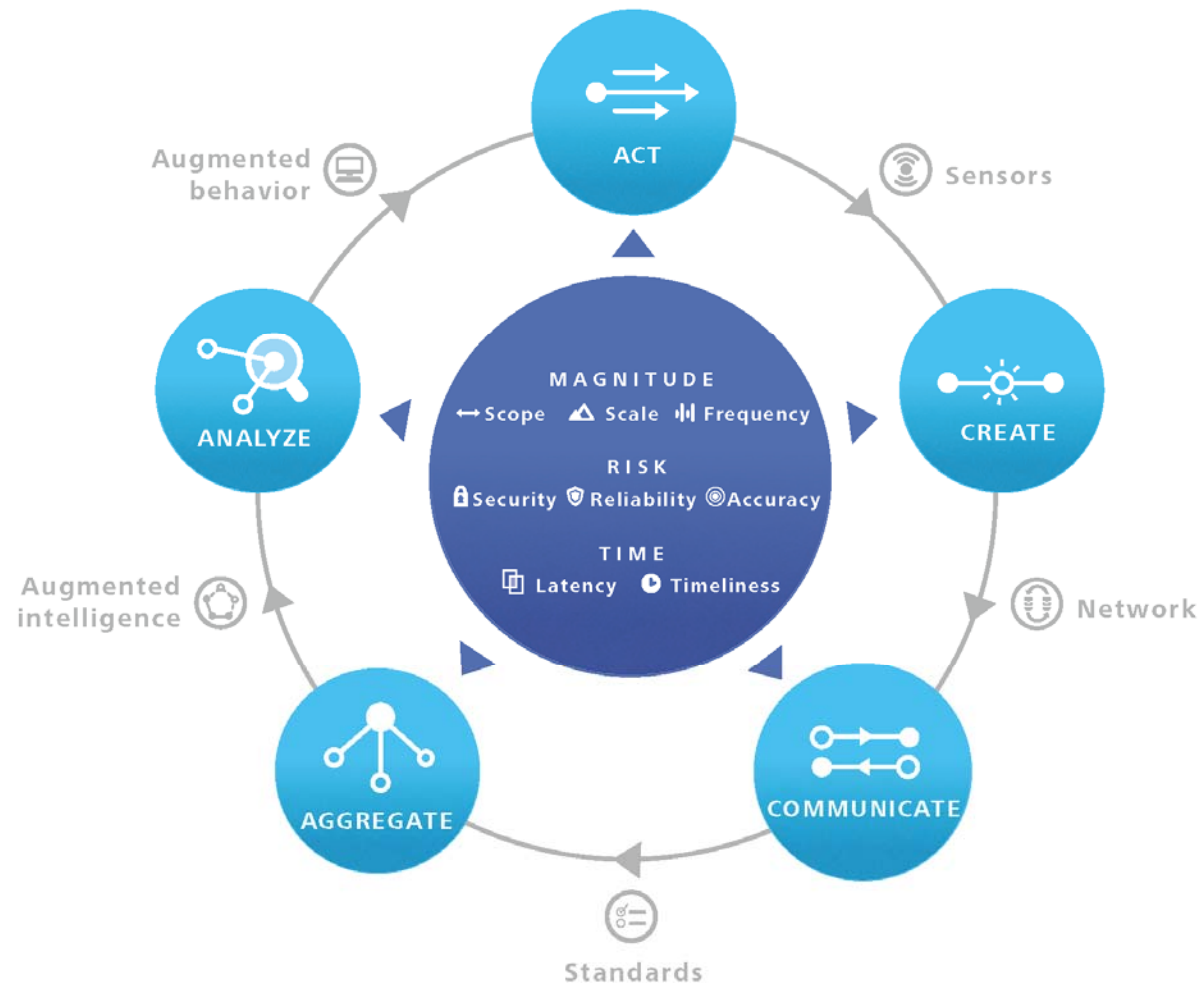 ACT
Augmented
behavior
Sensors
ANALYZE
CREATE
MAGNITUDE
Scope Scale Frequency
RISK
Security Reliability Accuracy
TIME
Latency Timeliness
Augmented
intelligence
Network
AGGREGATE
COMMUNICATE
Standards